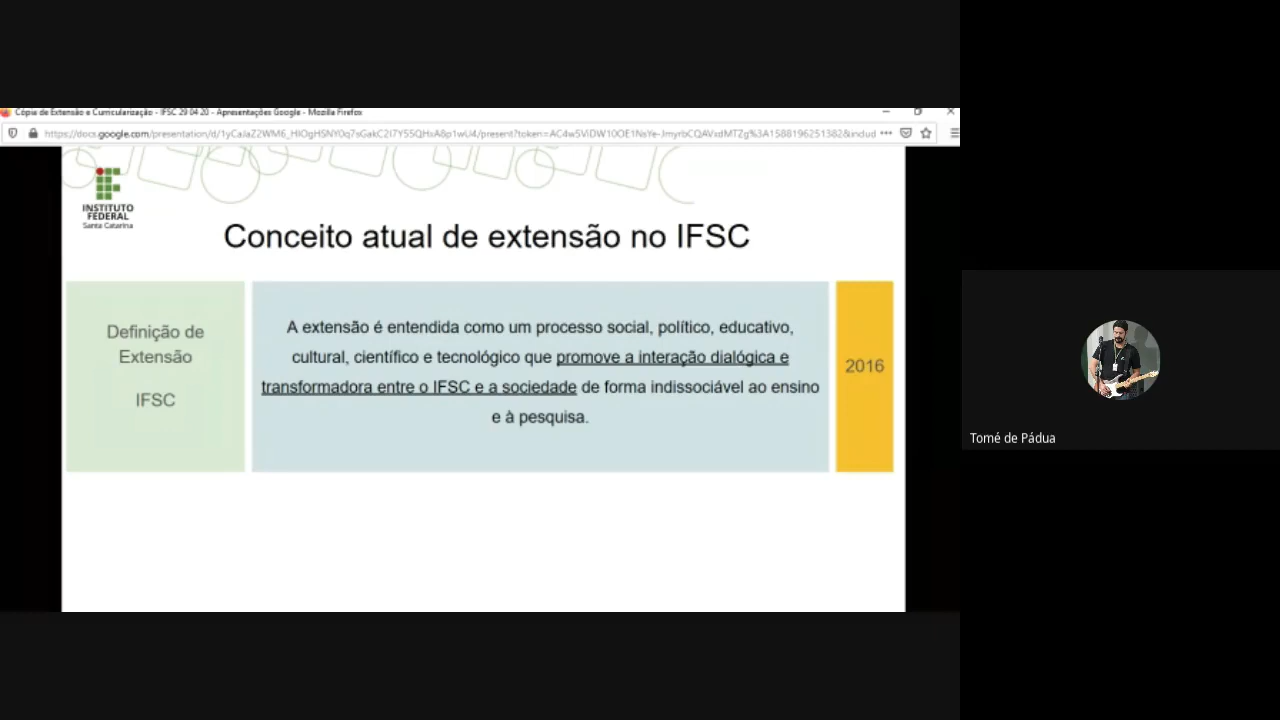 Cópia de Extensão e Curricularização - IFSC 29 04 20 - Apresentações Google - Mozilla Firefox
INSTITUTO
FEDERAL
Santa Catarina
Conceito atual de extensão no IFSC
Definição de
Extensão
IFSC
A extensão é entendida como um processo social, político, educativo,
cultural, científico e tecnológico que promove a interação dialógica e
transformadora entre o IFSC e a sociedade de forma indissociável ao ensino
e à pesquisa.
2016
Tomé de Pádua